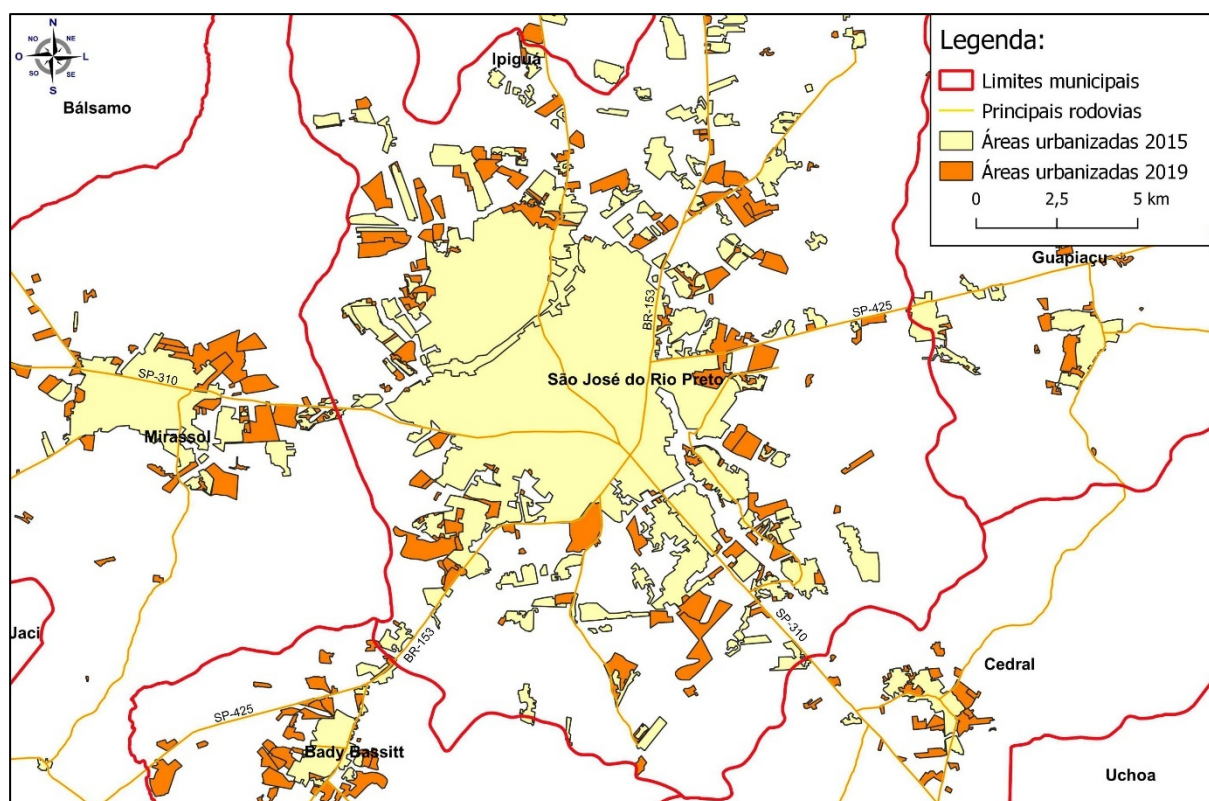 N
NO
NE
O
L
SO
SE
S
Legenda:
Limites municipais
Principais rodovias
Áreas urbanizadas 2015
Áreas urbanizadas 2019
0 2,5 5 km
Ipiguá
Bálsamo
Guapiaçu
SP-425
BR-153
São José do Rio Preto
SP-310
Mirassol
SP-310
Jaci
BR-153
Cedral
SP-425
Bady Bassitt
Uchoa